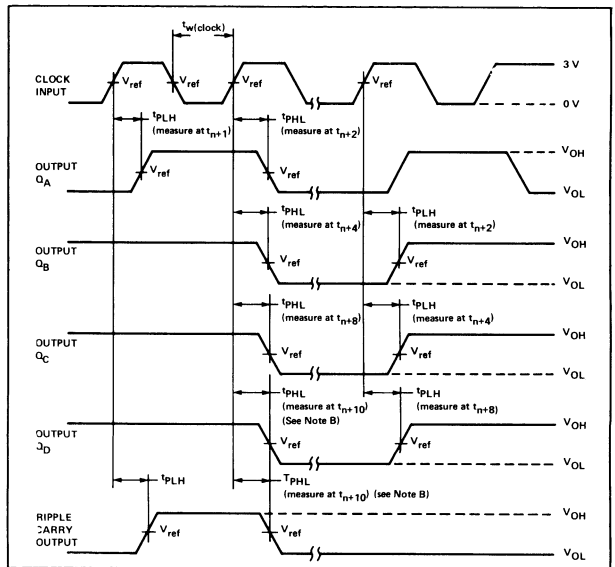 tw(clock)
CLOCK
INPUT
Vref
Vref
Vref
Vref
Vref
3 V
0 V
tPLH
(measure at tn+1)
tPHL
(measure at tn+2)
OUTPUT
QA
Vref
Vref
VOH
VOL
tPHL
(measure at tn+4)
tPLH
(measure at tn+2)
OUTPUT
QB
Vref
Vref
VOH
VOL
tPHL
(measure at tn+8)
tPLH
(measure at tn+4)
OUTPUT
QC
Vref
Vref
VOH
VOL
tPHL
(measure at tn+10)
(See Note B)
tPLH
(measure at tn+8)
OUTPUT
QD
Vref
Vref
VOH
VOL
tPLH
TPHL
(measure at tn+10) (see Note B)
RIPPLE
CARRY
OUTPUT
Vref
Vref
VOH
VOL